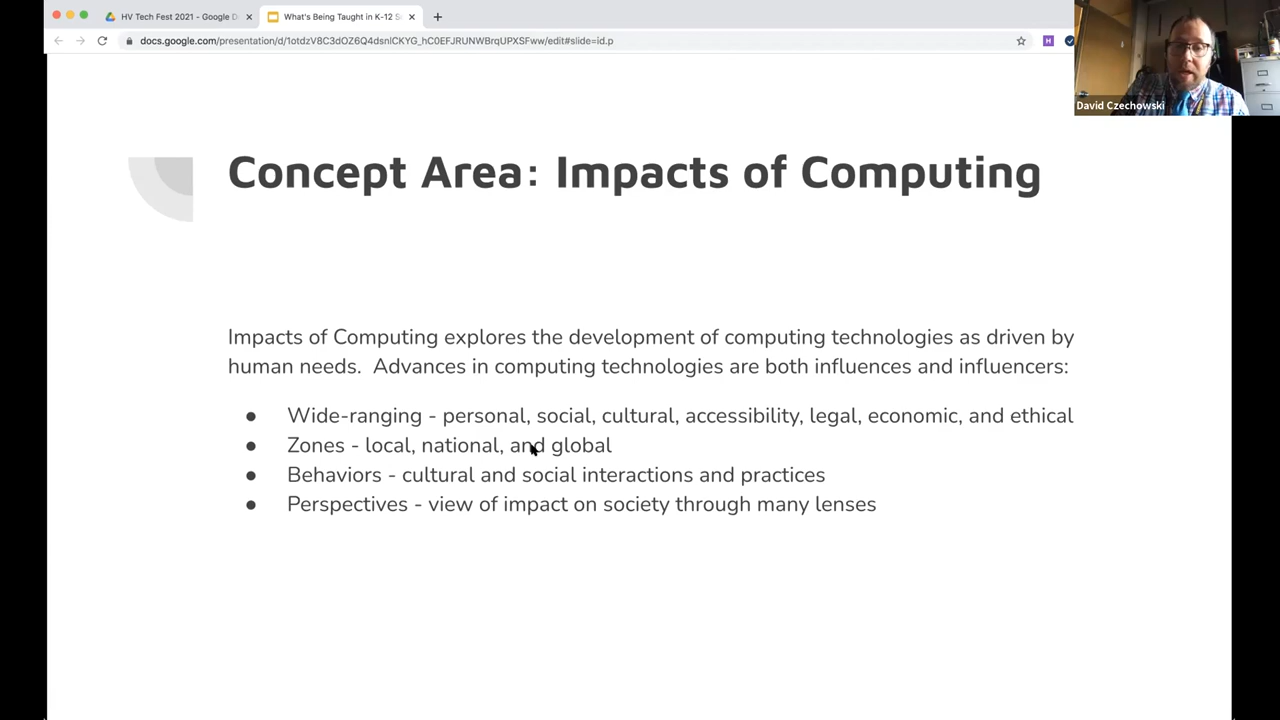 HV Tech Fest 2021 - Google D
What's Being Taught in K-12 S
docs.google.com/presentation/d/1otdzV8C3dOZ6Q4dsnlCKYG_hC0EFJRUNWBrqUPXSFww/edit#slide=id.p
H
David Czechowski
Concept Area: Impacts of Computing
Impacts of Computing explores the development of computing technologies as driven by
human needs. Advances in computing technologies are both influences and influencers:
● Wide-ranging - personal, social, cultural, accessibility, legal, economic, and ethical
● Zones - local, national, and global
● Behaviors - cultural and social interactions and practices
● Perspectives - view of impact on society through many lenses